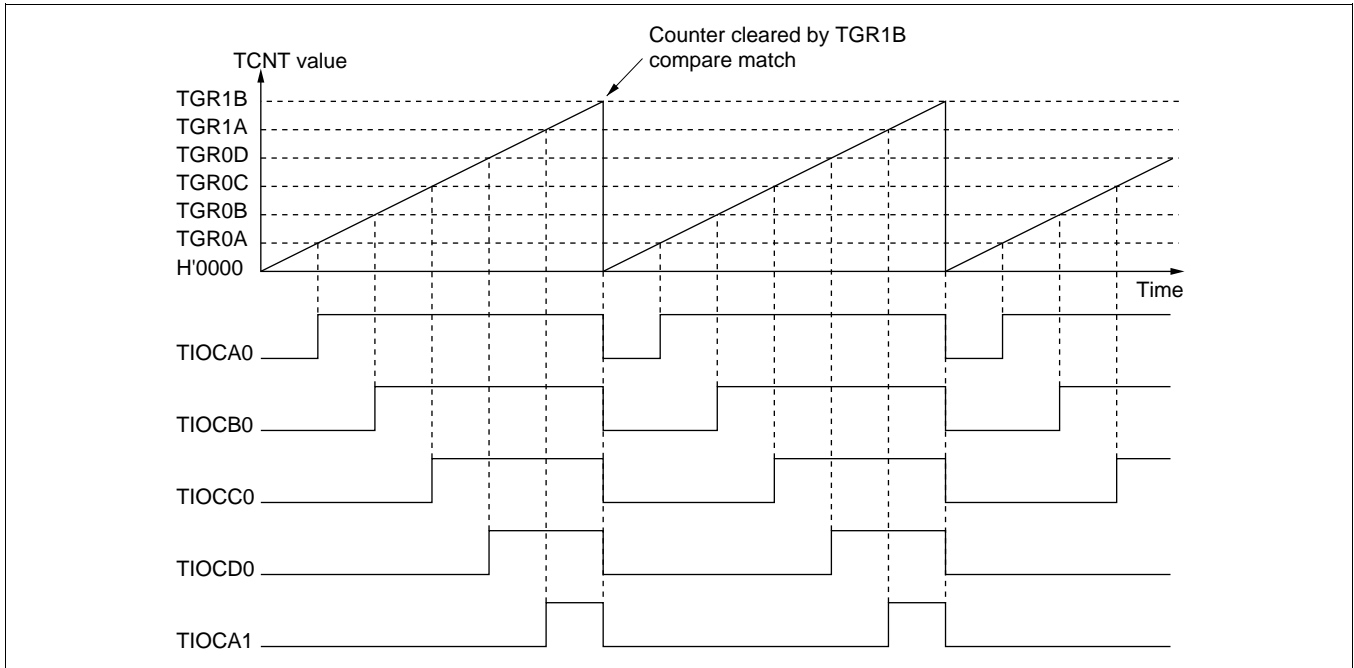 Counter cleared by TGR1B
compare match
TCNT value
TGR1B
TGR1A
TGR0D
TGR0C
TGR0B
TGR0A
H'0000
Time
TIOCA0
TIOCB0
TIOCC0
TIOCD0
TIOCA1